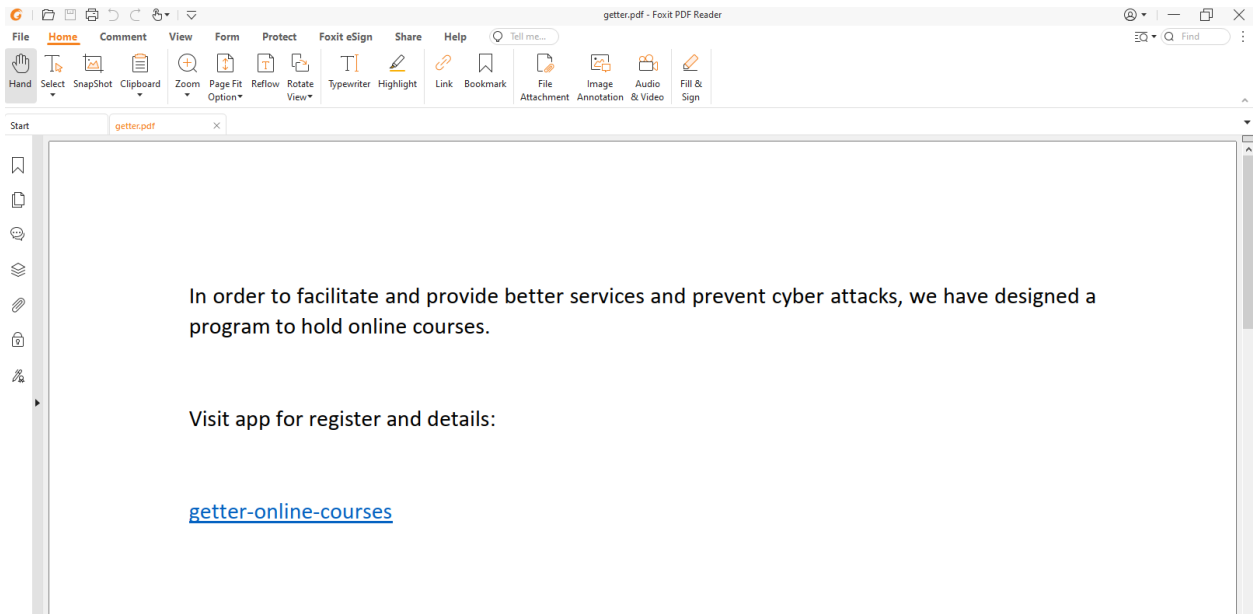 getter.pdf - Foxit PDF Reader
File Home Comment View Form Protect Foxit eSign Share Help Tell me... Find
Hand Select SnapShot Clipboard Zoom Page Fit Option Reflow Rotate View Typewriter Highlight Link Bookmark File Attachment Image Annotation Audio & Video Fill & Sign
Start getter.pdf
In order to facilitate and provide better services and prevent cyber attacks, we have designed a
program to hold online courses.
Visit app for register and details:
getter-online-courses